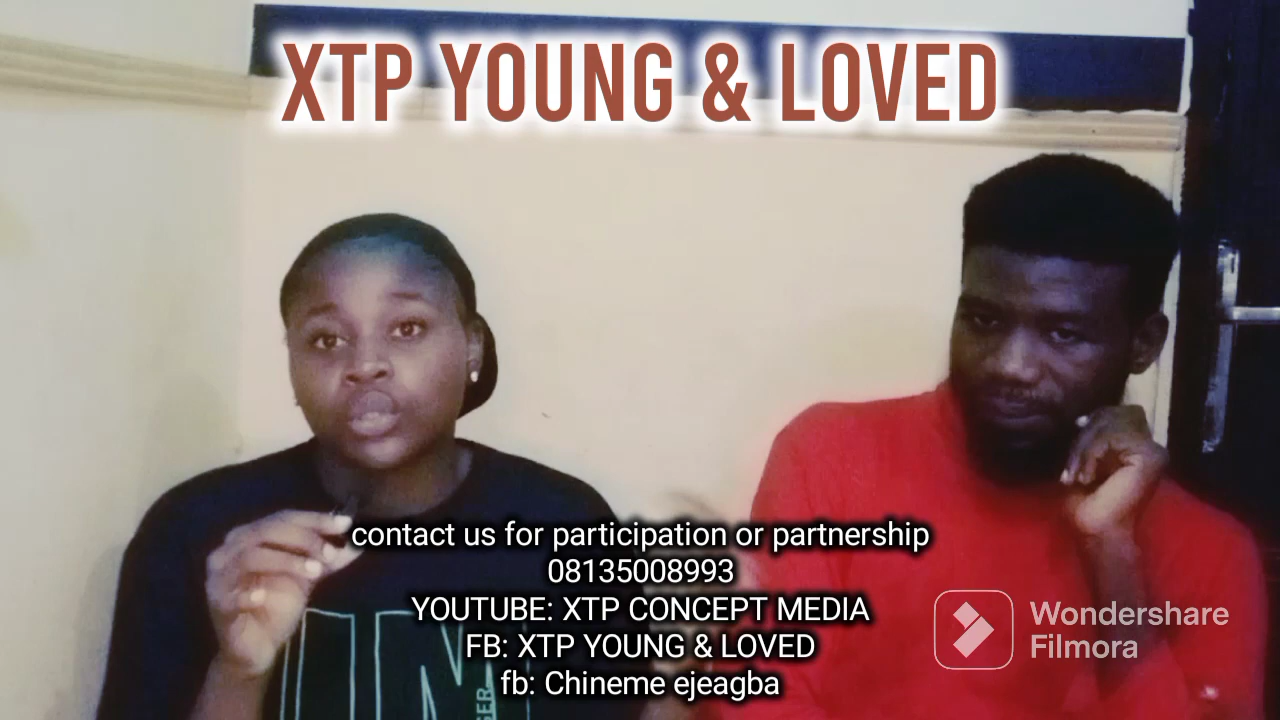 XTP YOUNG & LOVED
contact us for participation or partnership
08135008993
YOUTUBE: XTP CONCEPT MEDIA
FB: XTP YOUNG & LOVED
fb: Chineme ejeagba
Wondershare
Filmora